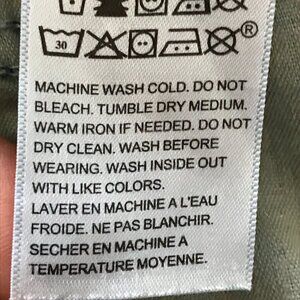 30 ®
MACHINE WASH COLD. DO NOT
BLEACH. TUMBLE DRY MEDIUM.
WARM IRON IF NEEDED. DO NOT
DRY CLEAN. WASH BEFORE
WEARING. WASH INSIDE OUT
WITH LIKE COLORS.
LAVER EN MACHINE A L'EAU
FROIDE. NE PAS BLANCHIR.
SECHER EN MACHINE A
TEMPERATURE MOYENNE.